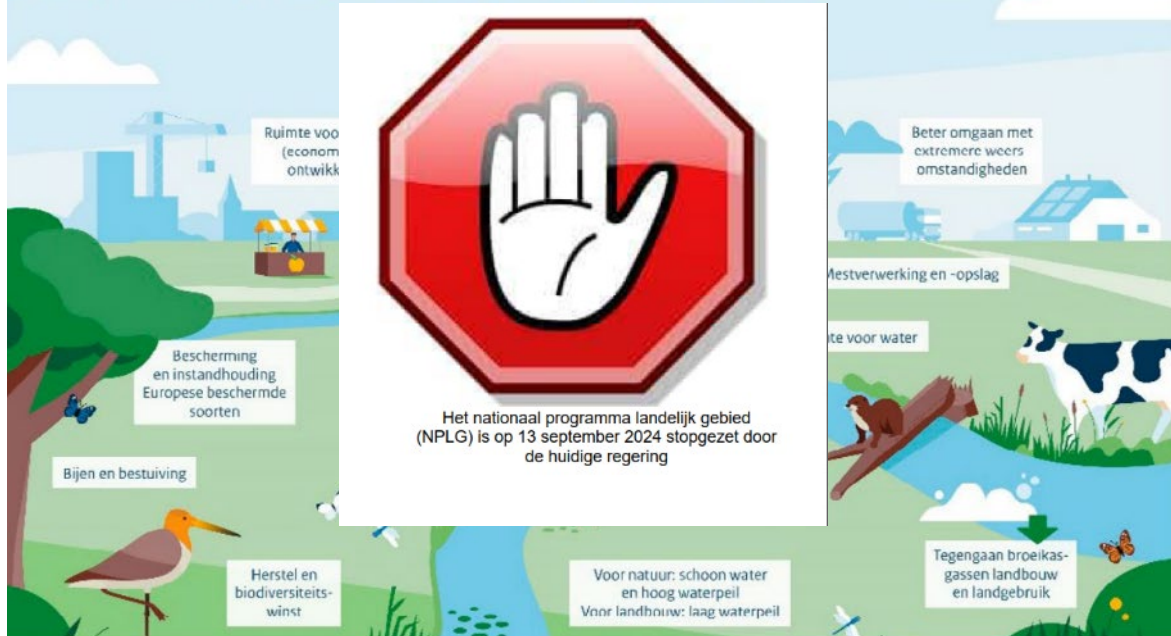 Ruimte voo
(econom
ontwikk
Beter omgaan met
extremere weers
omstandigheden
Mestverwerking en -opslag
te voor water
Bescherming
en instandhouding
Europese beschermde
soorten
Het nationaal programma landelijk gebied
(NPLG) is op 13 september 2024 stopgezet door
de huidige regering
Bijen en bestuiving
Herstel en
biodiversiteits-
winst
Voor natuur: schoon water
en hoog waterpeil
Voor landbouw: laag waterpeil
Tegengaan broeikas-
gassen landbouw
en landgebruik